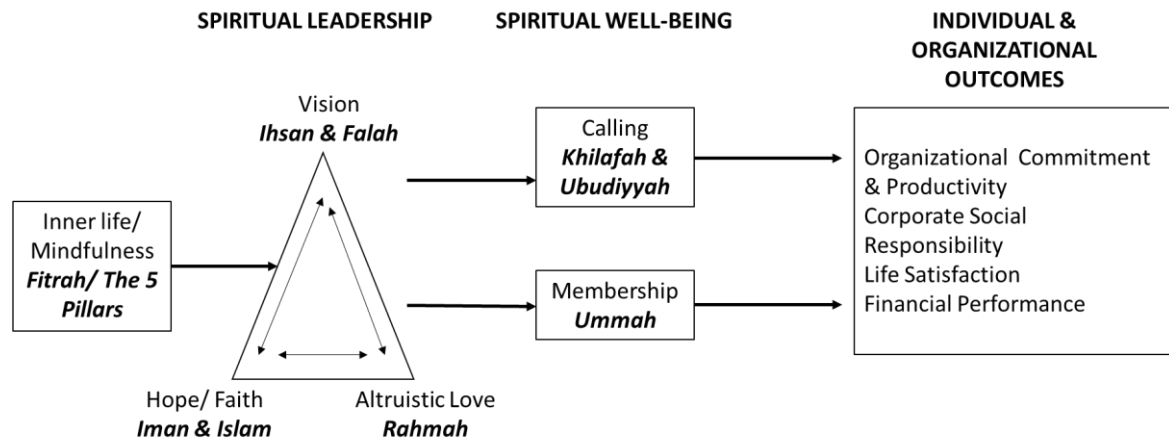 SPIRITUAL LEADERSHIP
SPIRITUAL WELL-BEING
INDIVIDUAL &
ORGANIZATIONAL
OUTCOMES
Inner life/
Mindfulness
Fitrah/ The 5
Pillars
Vision
Ihsan & Falah
Hope/ Faith
Iman & Islam
Altruistic Love
Rahmah
Calling
Khilafah &
Ubudiyyah
Membership
Ummah
Organizational Commitment
& Productivity
Corporate Social
Responsibility
Life Satisfaction
Financial Performance